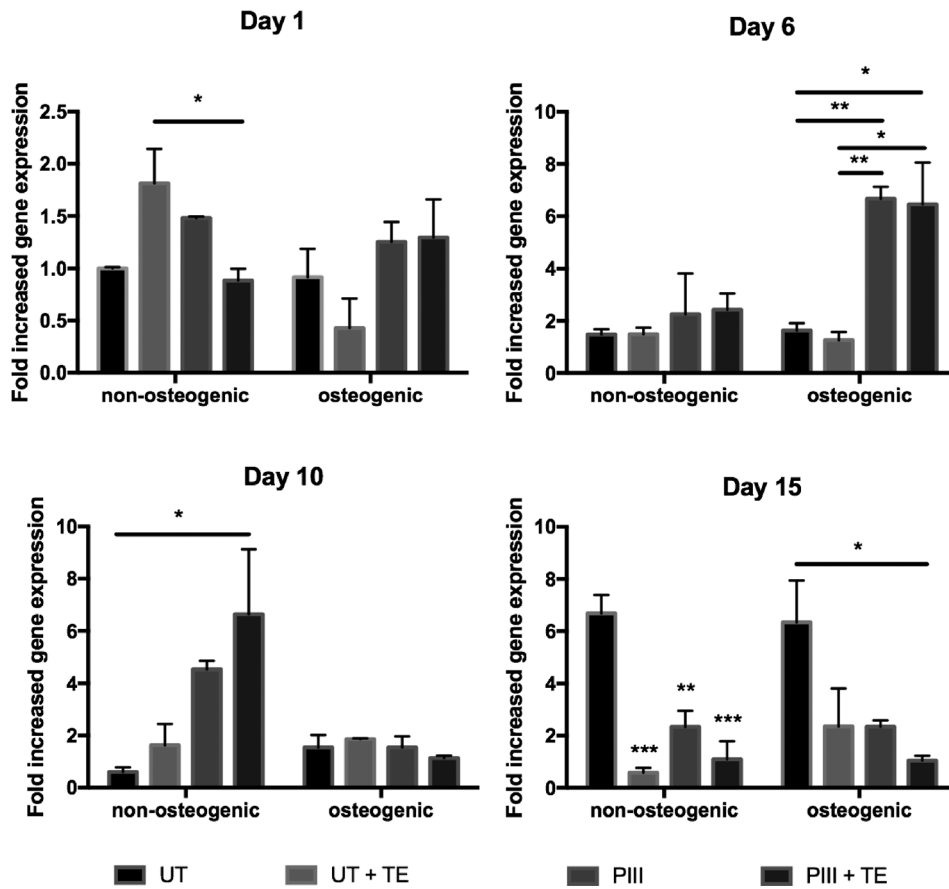 Day 1
Fold increased gene expression
2.5
2.0
1.5
1.0
0.5
0.0
*
non-osteogenic osteogenic
Day 6
Fold increased gene expression
10
8
6
4
2
0
*
**
*
**
non-osteogenic osteogenic
Day 10
Fold increased gene expression
10
8
6
4
2
0
*
non-osteogenic osteogenic
Day 15
Fold increased gene expression
10
8
6
4
2
0
*
**
*** ***
non-osteogenic osteogenic
UT UT + TE PIII PIII + TE